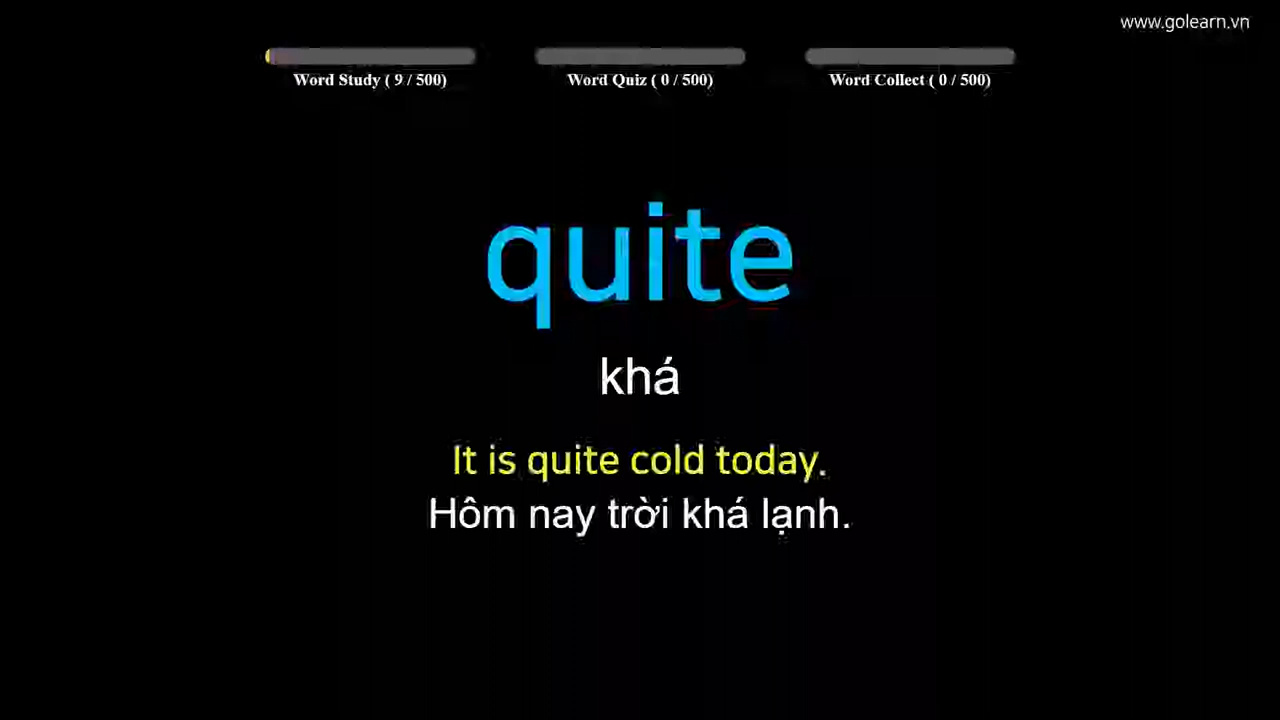 www.golearn.vn
Word Study ( 9 / 500)
Word Quiz ( 0 / 500)
Word Collect ( 0 / 500)
quite
khá
It is quite cold today.
Hôm nay trời khá lạnh.